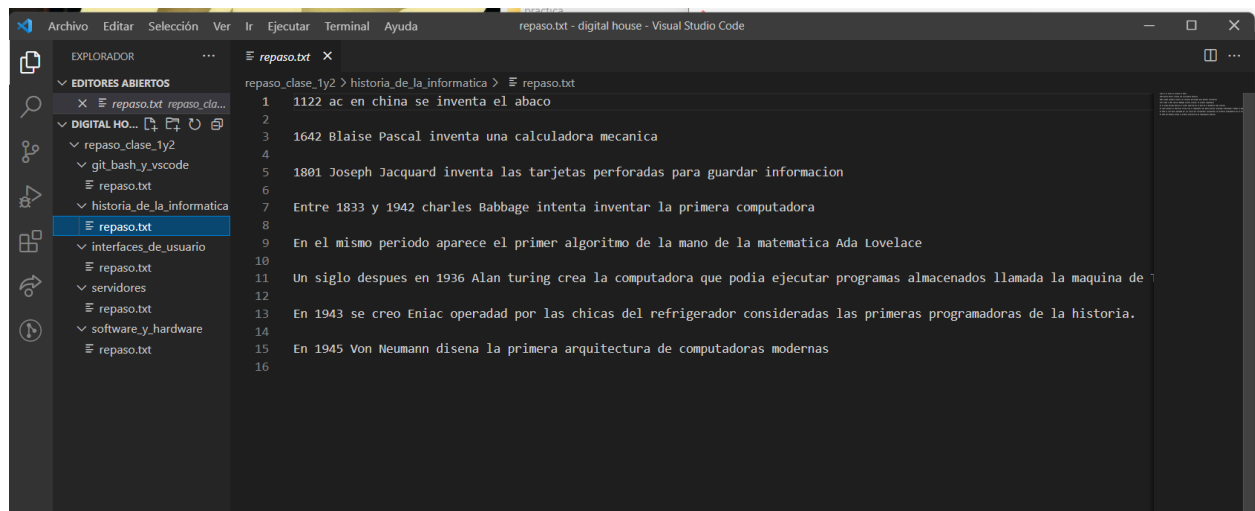 practica
Archivo Editar Selección Ver Ir Ejecutar Terminal Ayuda repaso.txt - digital house - Visual Studio Code
EXPLORADOR ···
EDITORES ABIERTOS
repaso.txt repaso_cla...
DIGITAL HO...
repaso_clase_1y2
git_bash_y_vscode
repaso.txt
historia_de_la_informatica
repaso.txt
interfaces_de_usuario
repaso.txt
servidores
repaso.txt
software_y_hardware
repaso.txt
repaso.txt
repaso_clase_1y2 > historia_de_la_informatica > repaso.txt
1 1122 ac en china se inventa el abaco
2
3 1642 Blaise Pascal inventa una calculadora mecanica
4
5 1801 Joseph Jacquard inventa las tarjetas perforadas para guardar informacion
6
7 Entre 1833 y 1942 charles Babbage intenta inventar la primera computadora
8
9 En el mismo periodo aparece el primer algoritmo de la mano de la matematica Ada Lovelace
10
11 Un siglo despues en 1936 Alan turing crea la computadora que podia ejecutar programas almacenados llamada la maquina de
12
13 En 1943 se creo Eniac operadad por las chicas del refrigerador consideradas las primeras programadoras de la historia.
14
15 En 1945 Von Neumann disena la primera arquitectura de computadoras modernas
16